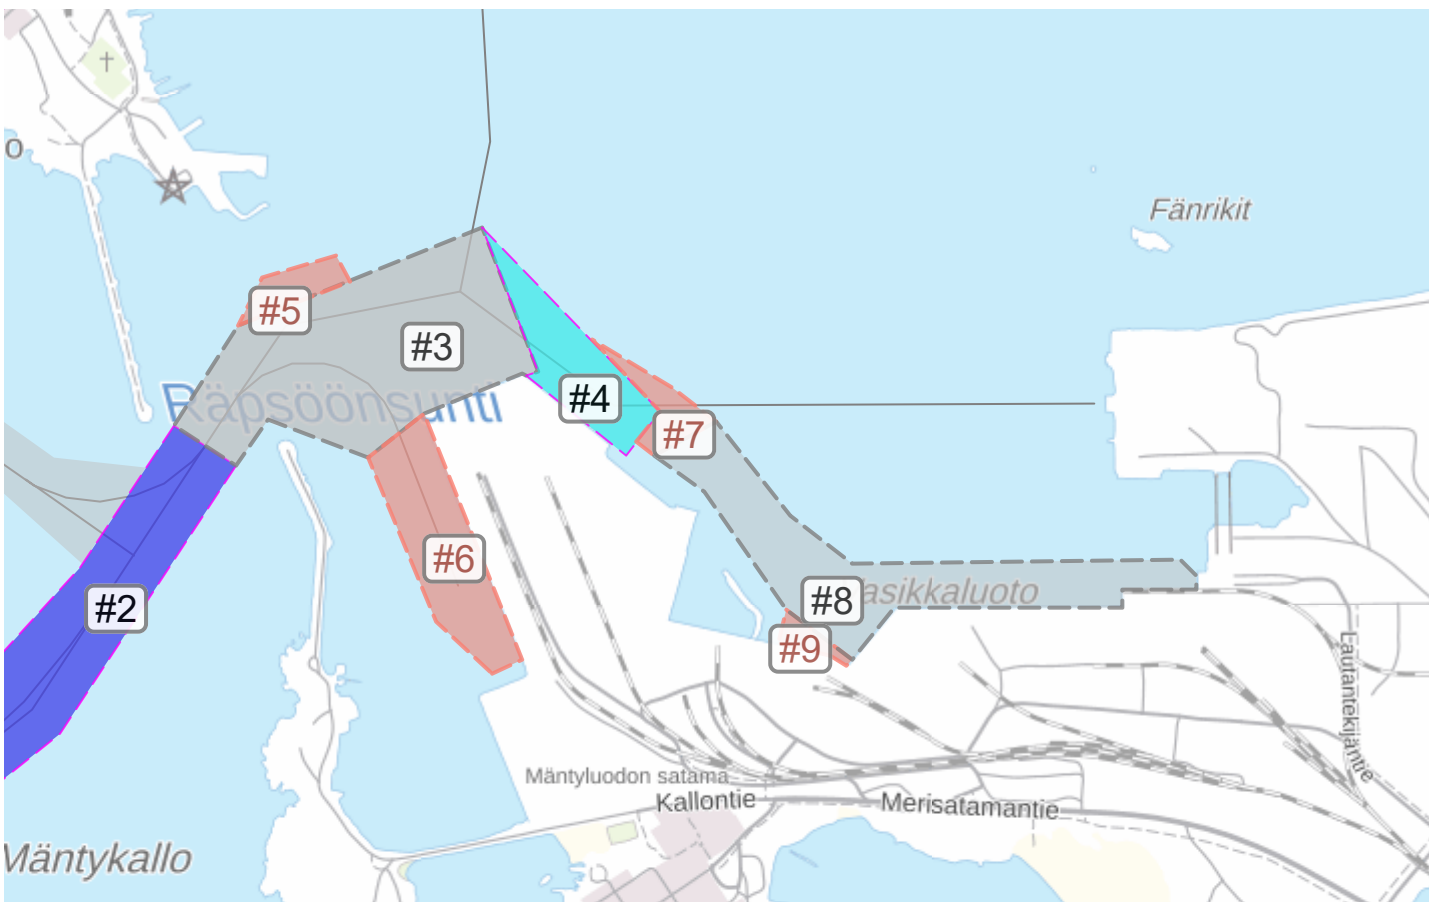 o
Fänrikit
#5
#3
Räpsöönsunti
#4
#7
#6
#2
#8
asikkaluoto
#9
Lautantekijäntie
Mäntyluodon satama
Kallontie
Merisatamantie
Mäntykallo